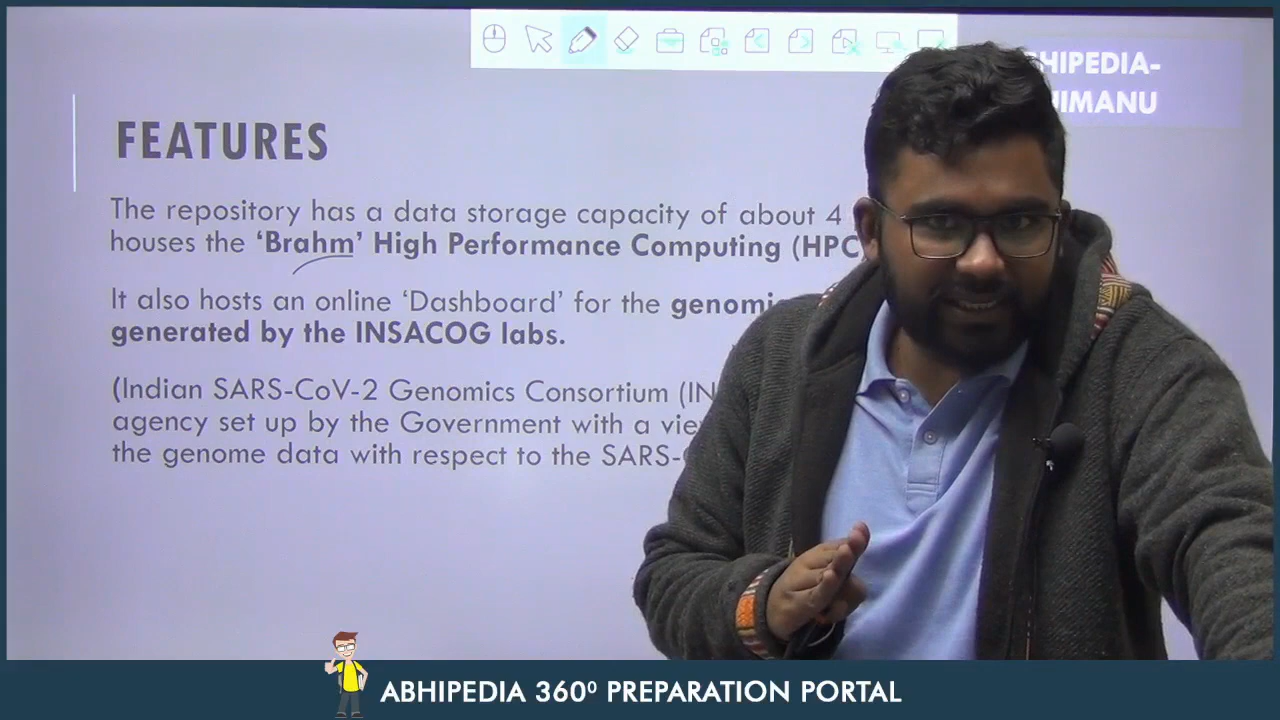 HIPEDIA-
IMANU
FEATURES
The repository has a data storage capacity of about 4
houses the ‘Brahm’ High Performance Computing (HPC
It also hosts an online ‘Dashboard’ for the genomic
generated by the INSACOG labs.
(Indian SARS-CoV-2 Genomics Consortium (IN
agency set up by the Government with a view
the genome data with respect to the SARS-
ABHIPEDIA 360⁰ PREPARATION PORTAL